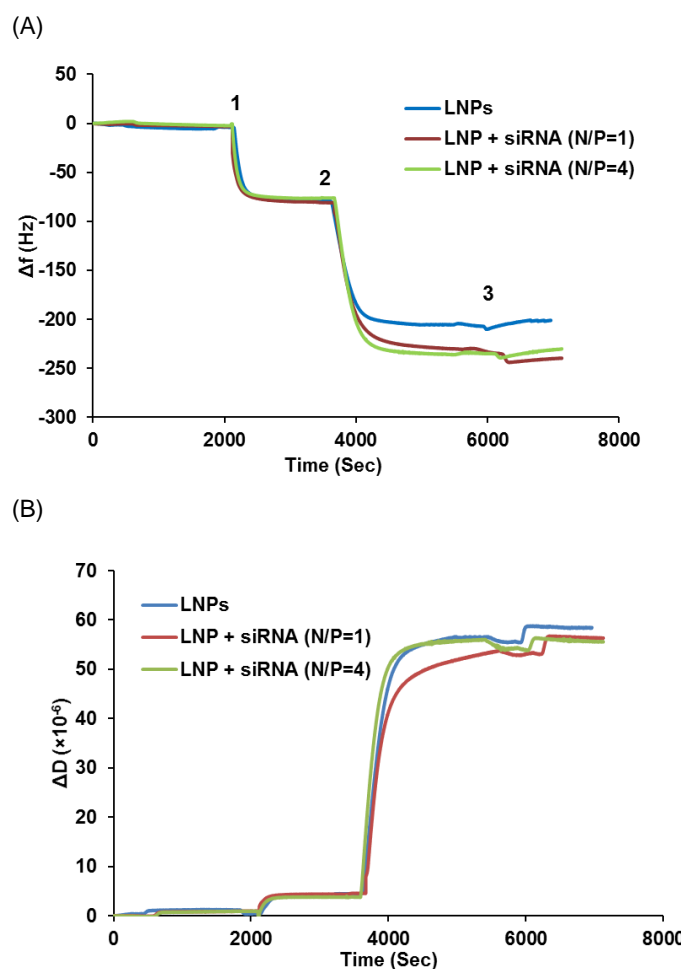 (A)
50
0
-50
-100
-150
-200
-250
-300
Δf (Hz)
1
2
3
LNPs
LNP + siRNA (N/P=1)
LNP + siRNA (N/P=4)
0 2000 4000 6000 8000
Time (Sec)
(B)
70
60
50
40
30
20
10
0
ΔD (×10⁻⁶)
LNPs
LNP + siRNA (N/P=1)
LNP + siRNA (N/P=4)
0 2000 4000 6000 8000
Time (Sec)